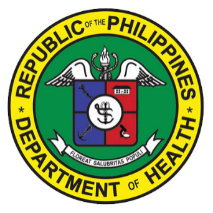 REPUBLIC OF THE PHILIPPINES
FLOREAT SALUBRITAS POPULI
* DEPARTMENT OF HEALTH *